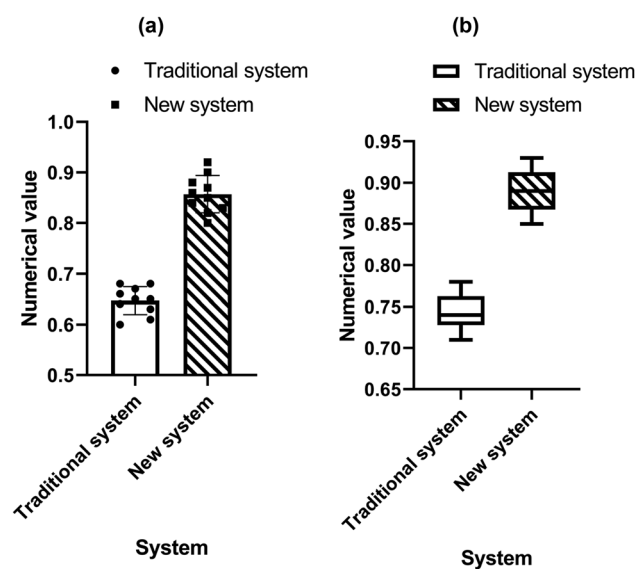 (a)
Traditional system
New system
1.0
0.9
0.8
0.7
0.6
0.5
Numerical value
Traditional system
New system
System
(b)
Traditional system
New system
0.95
0.90
0.85
0.80
0.75
0.70
0.65
Numerical value
Traditional system
New system
System